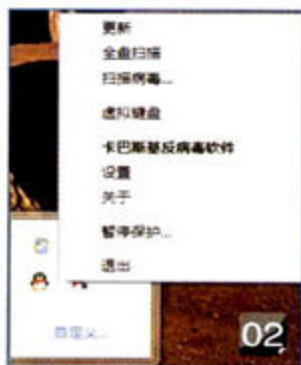 更新
全盘扫描
扫描病毒...
虚拟键盘
卡巴斯基反病毒软件
设置
关于
暂停保护...
退出
自定义...
02